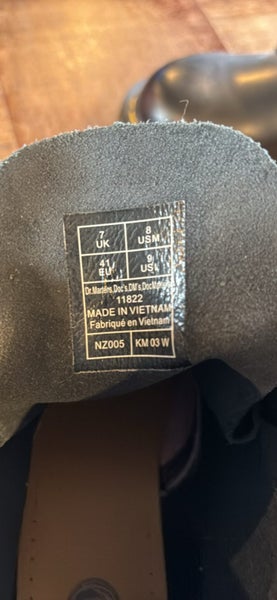 7 8
UK USM
41 9
EU USL
Dr.Martens.Doc's.DM's.DocMartens
11822
MADE IN VIETNAM
Fabriqué en Vietnam
NZ005 KM 03 W